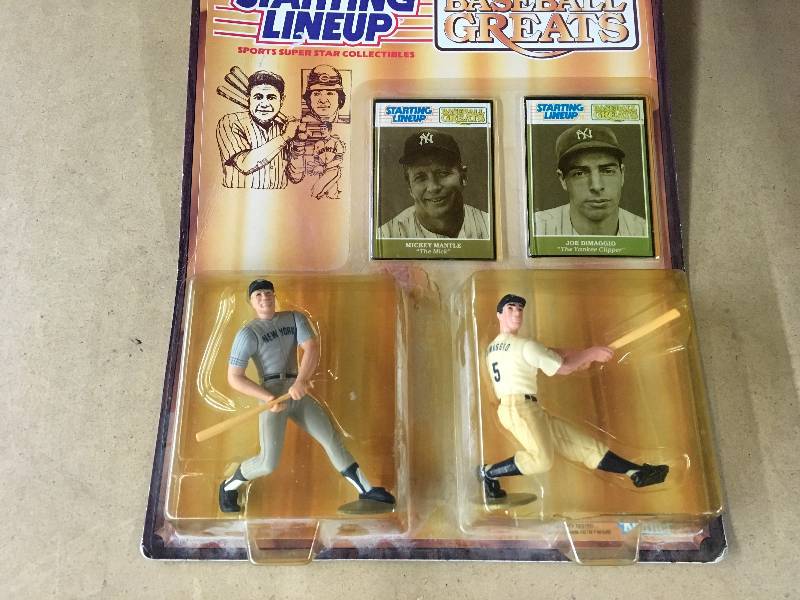 STARTING
LINEUP
SPORTS SUPER STAR COLLECTIBLES
BASEBALL
GREATS
STARTING
LINEUP
BASEBALL
GREATS
MICKEY MANTLE
"The Mick"
STARTING
LINEUP
BASEBALL
GREATS
JOE DIMAGGIO
"The Yankee Clipper"
NEW YORK
5